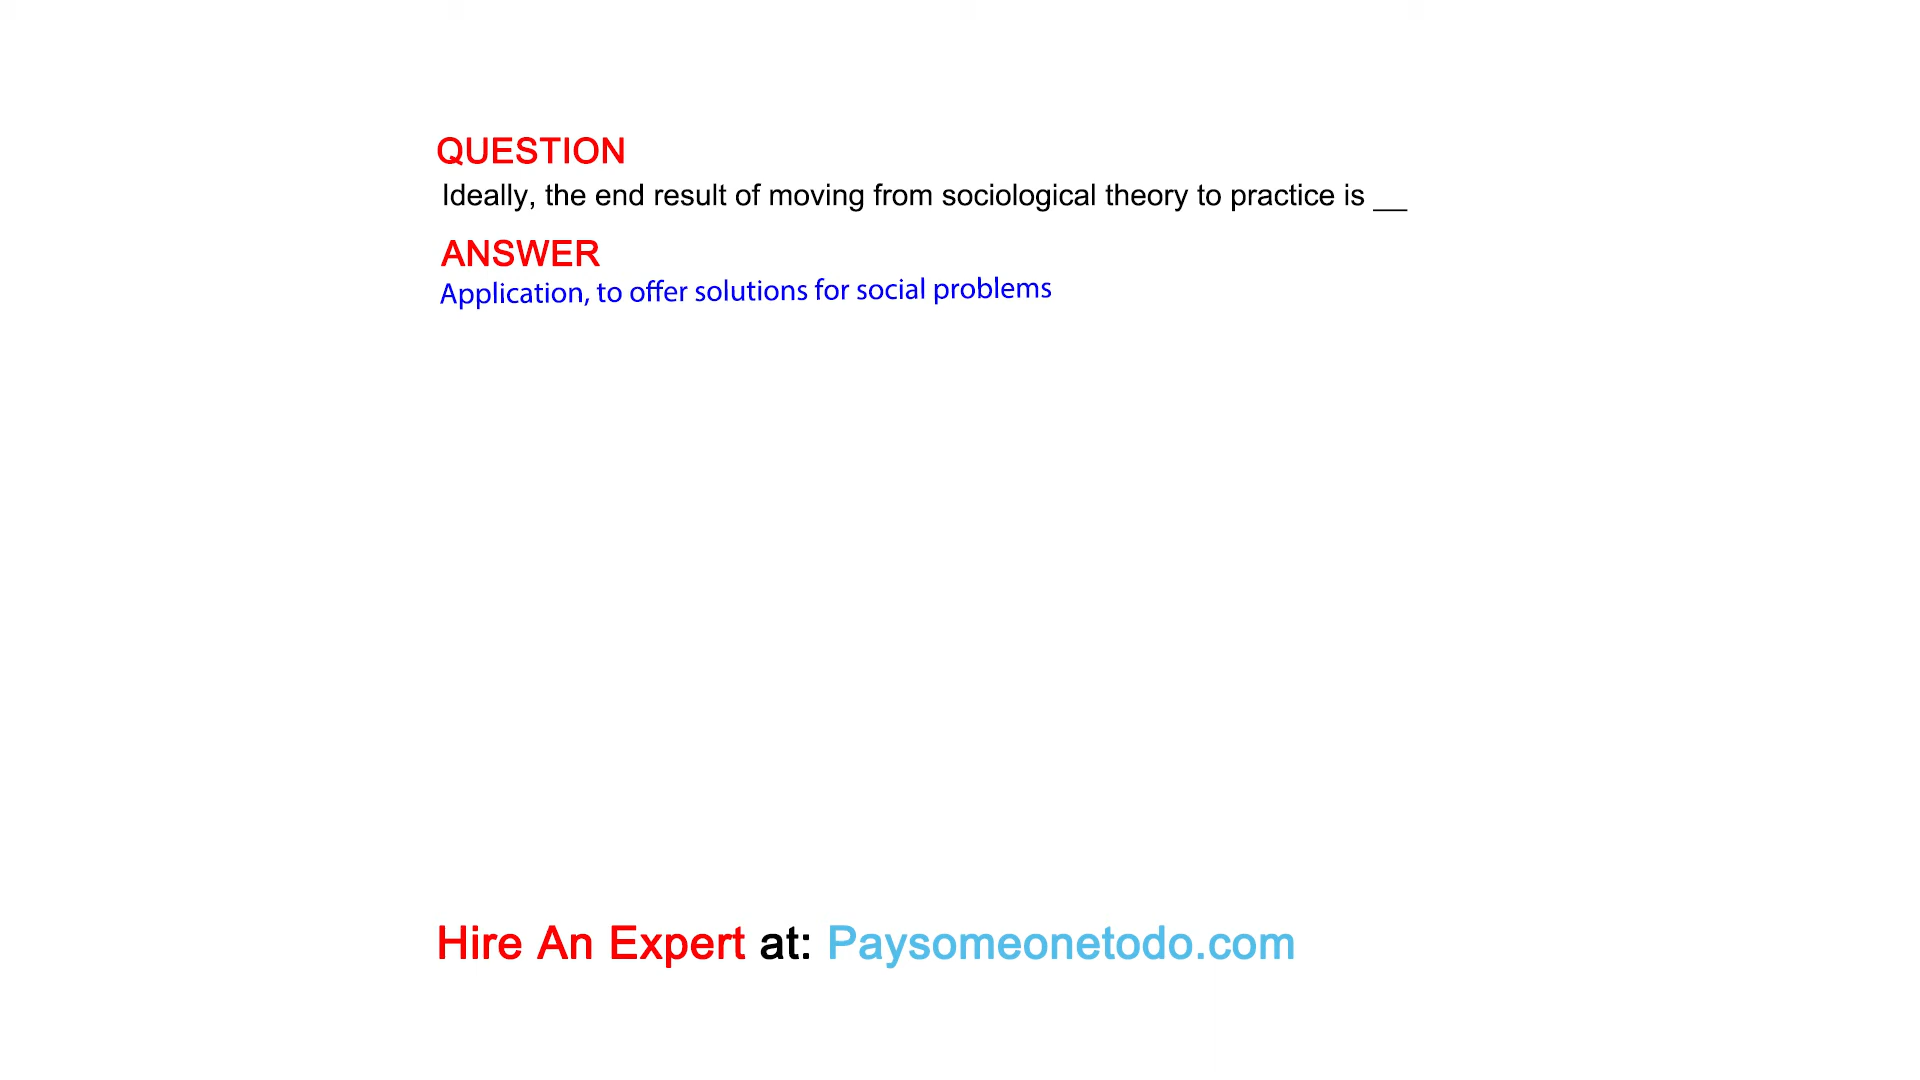 QUESTION
Ideally, the end result of moving from sociological theory to practice is __
ANSWER
Application, to offer solutions for social problems
Hire An Expert at: Paysomeonetodo.com